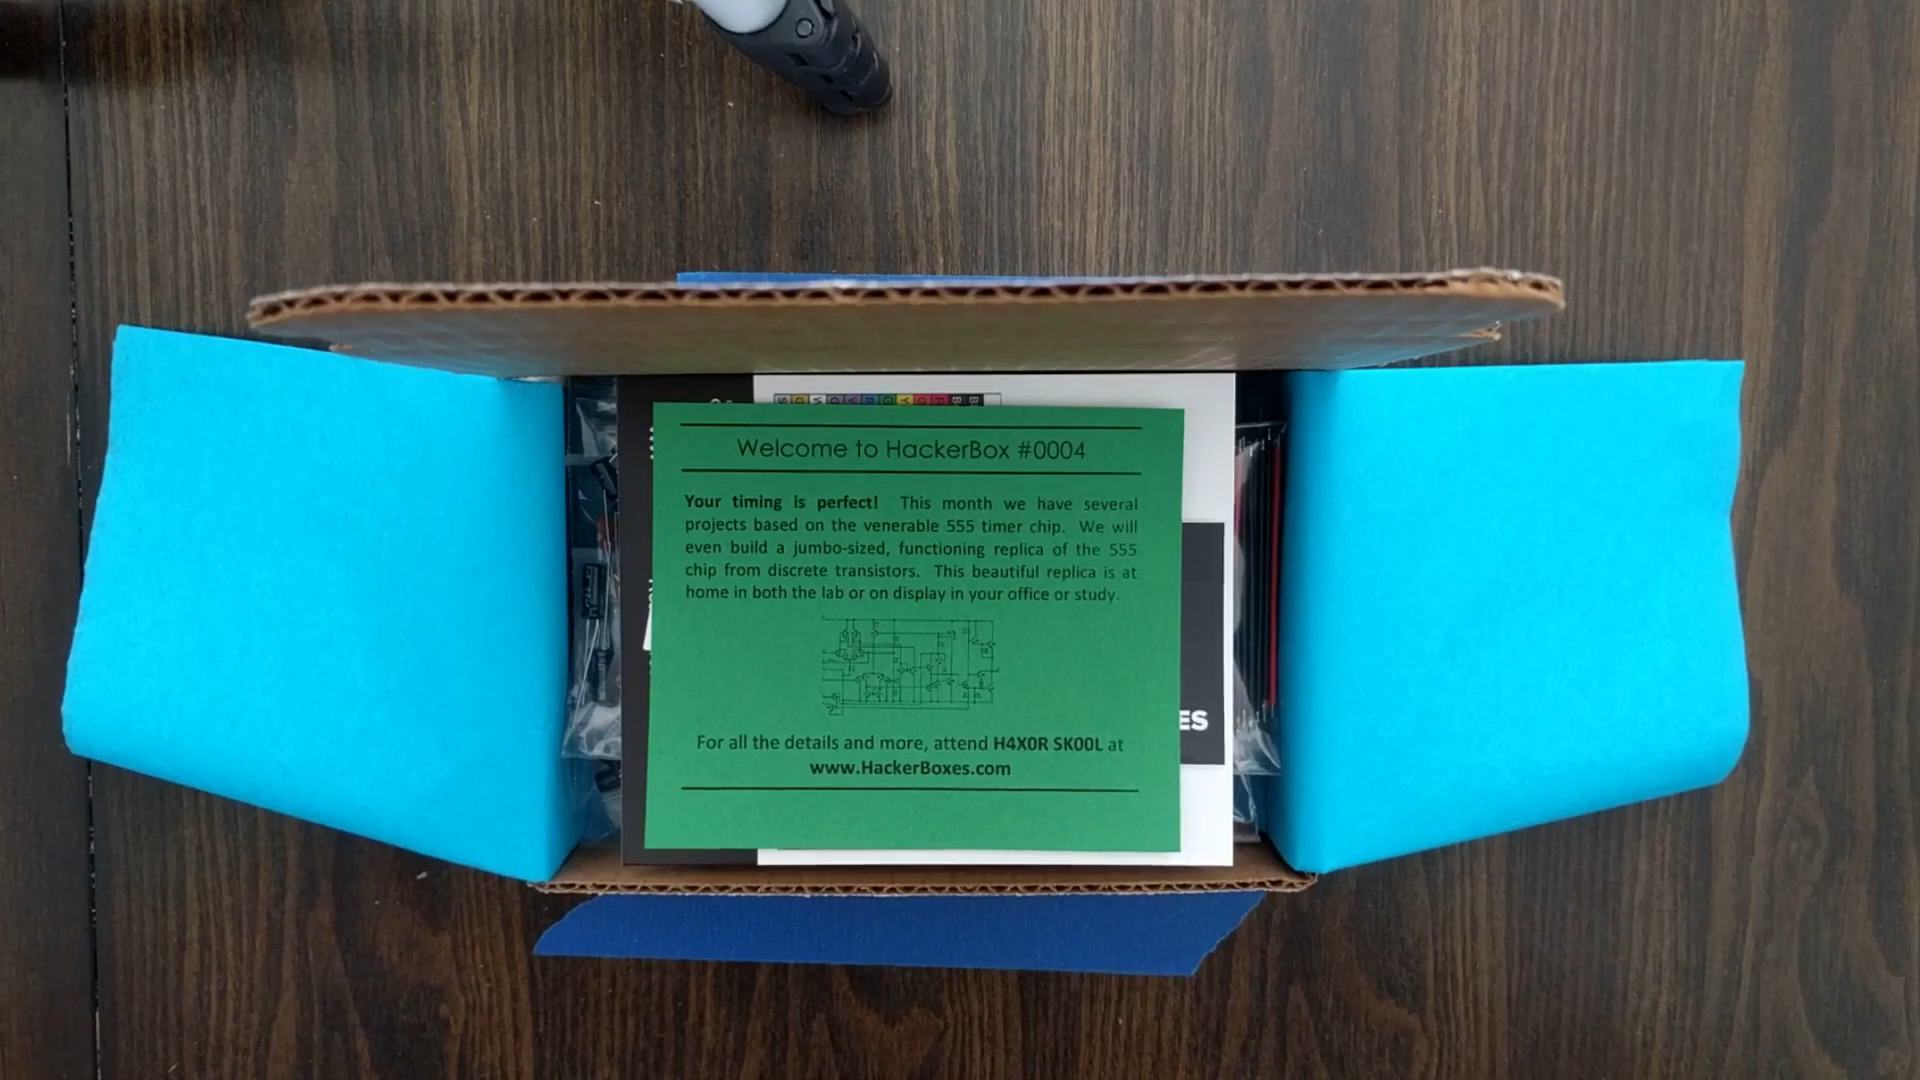 Welcome to HackerBox #0004
Your timing is perfect! This month we have several
projects based on the venerable 555 timer chip. We will
even build a jumbo-sized, functioning replica of the 555
chip from discrete transistors. This beautiful replica is at
home in both the lab or on display in your office or study.
ES
For all the details and more, attend H4X0R SK00L at
www.HackerBoxes.com